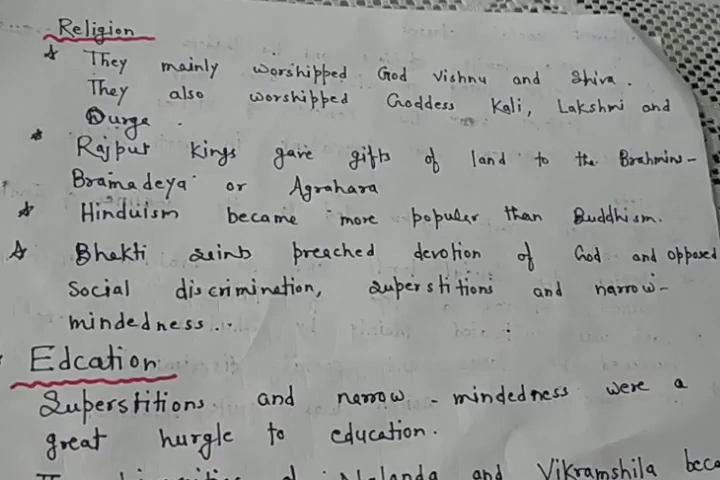 Religion
They mainly worshipped God Vishnu and Shiva.
They also worshipped Goddess Kali, Lakshmi and
Durga.
Rajput kings gave gifts of land to the Brahmins-
Bramadeya or Agrahara
Hinduism became more popular than Buddhism.
Bhakti saints preached devotion of God and opposed
Social discrimination, superstitions and narrow-
mindedness..
Edcation
Superstitions and narrow-mindedness were a
great hurgle to education.
Nalanda and Vikramshila beca